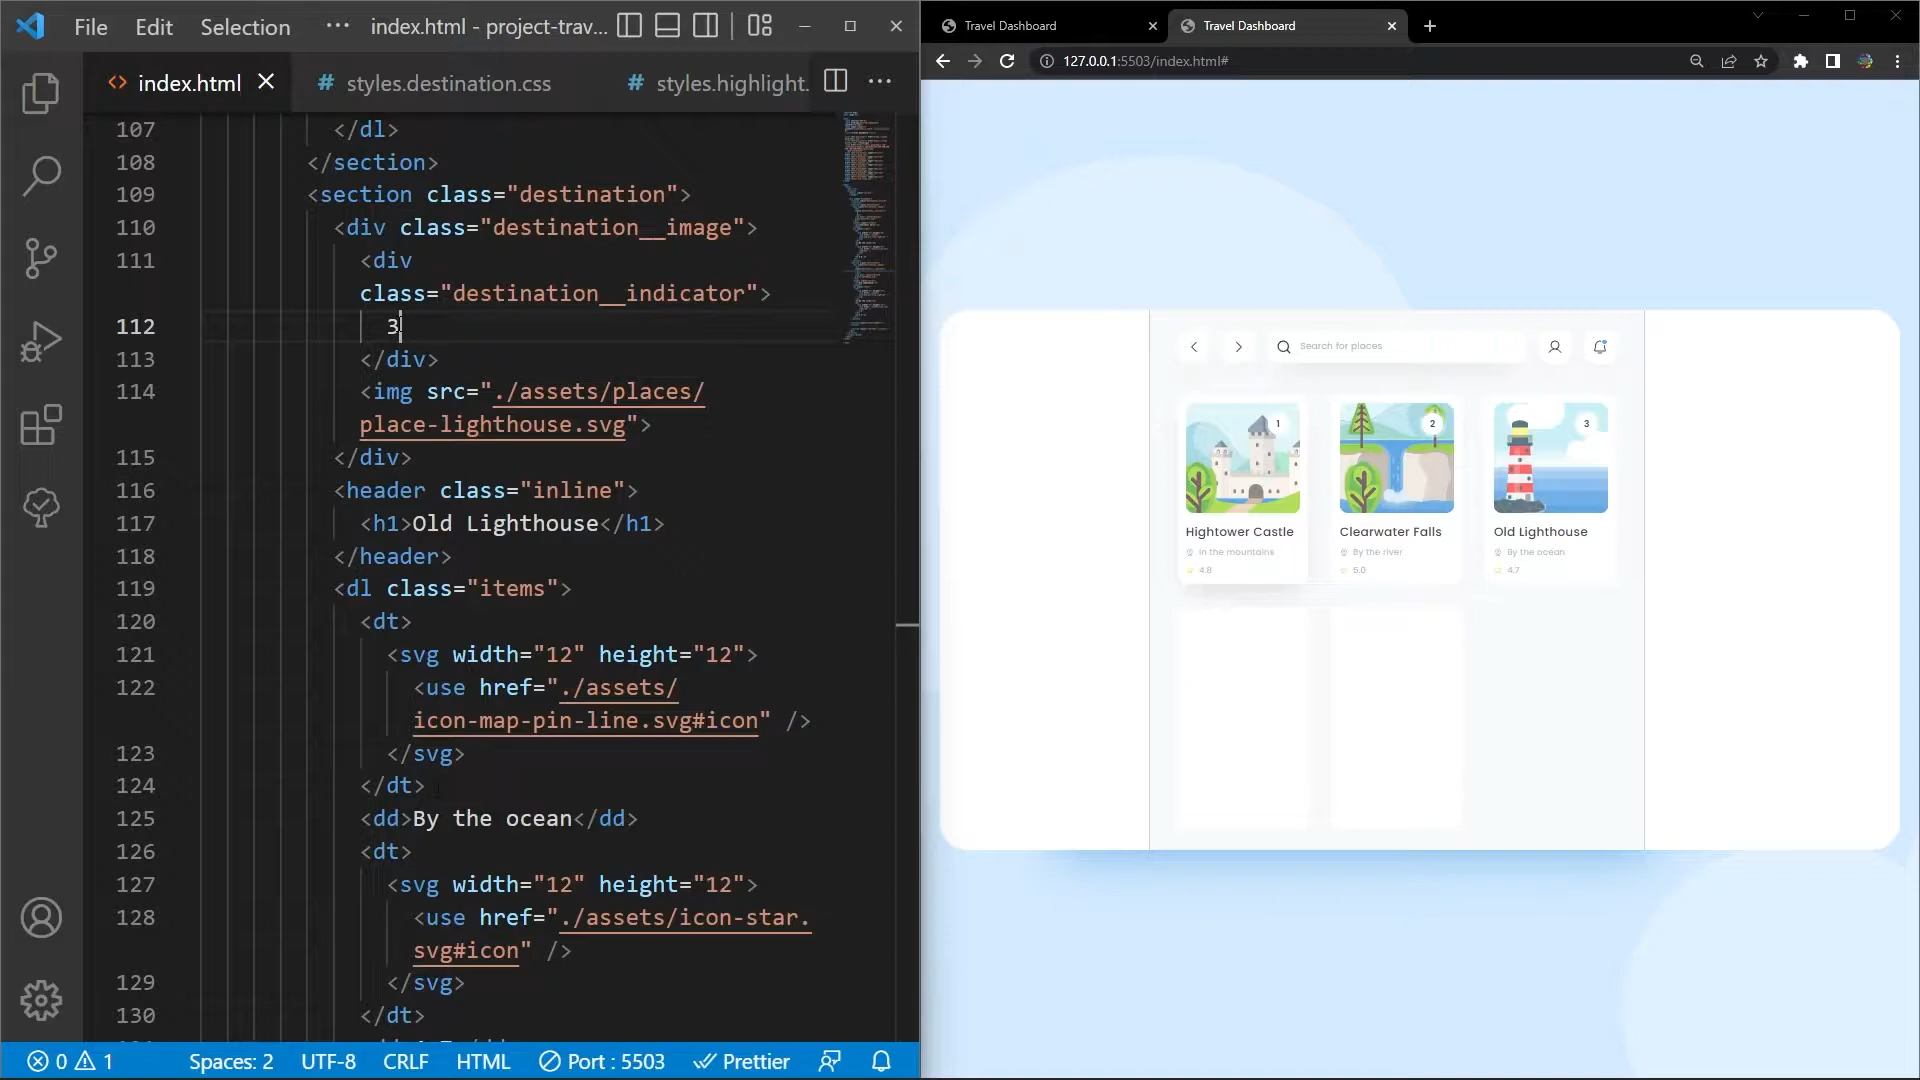 File Edit Selection ··· index.html - project-trav...
index.html
# styles.destination.css
# styles.highlight.
107 </dl>
108 </section>
109 <section class="destination">
110 <div class="destination__image">
111 <div
class="destination__indicator">
112 3
113 </div>
114 <img src="./assets/places/
place-lighthouse.svg">
115 </div>
116 <header class="inline">
117 <h1>Old Lighthouse</h1>
118 </header>
119 <dl class="items">
120 <dt>
121 <svg width="12" height="12">
122 <use href="./assets/
icon-map-pin-line.svg#icon" />
123 </svg>
124 </dt>
125 <dd>By the ocean</dd>
126 <dt>
127 <svg width="12" height="12">
128 <use href="./assets/icon-star.
svg#icon" />
129 </svg>
130 </dt>
0 1 Spaces: 2 UTF-8 CRLF HTML Port : 5503 Prettier
Travel Dashboard
Travel Dashboard
127.0.0.1:5503/index.html#
Search for places
1
2
3
Hightower Castle
In the mountains
4.8
Clearwater Falls
By the river
5.0
Old Lighthouse
By the ocean
4.7